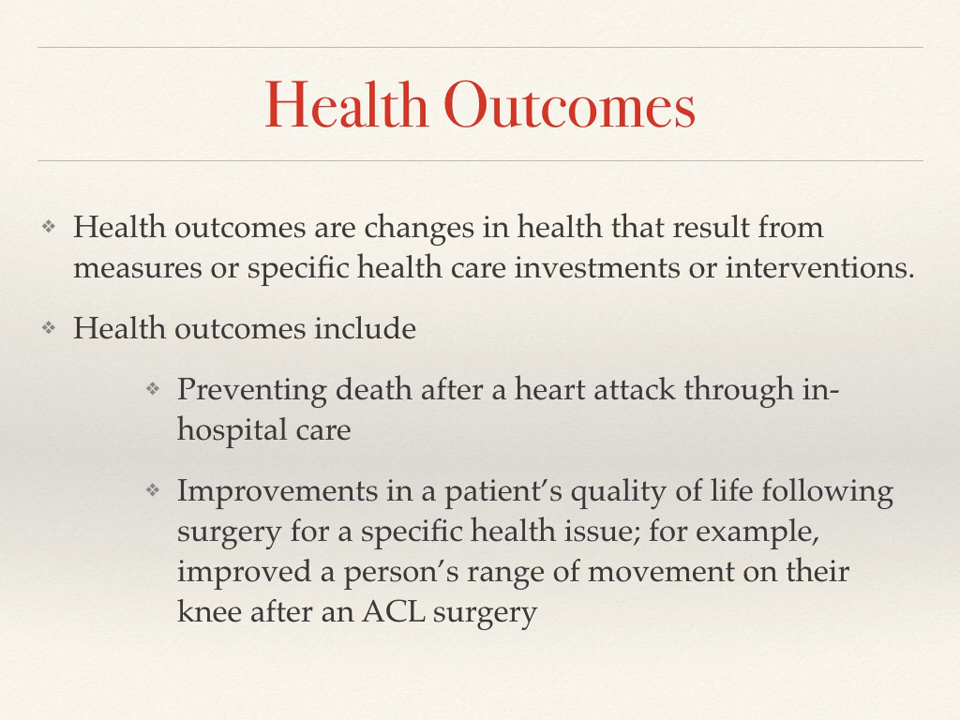 Health Outcomes
❖ Health outcomes are changes in health that result from
measures or specific health care investments or interventions.
❖ Health outcomes include
❖ Preventing death after a heart attack through in-
hospital care
❖ Improvements in a patient’s quality of life following
surgery for a specific health issue; for example,
improved a person’s range of movement on their
knee after an ACL surgery